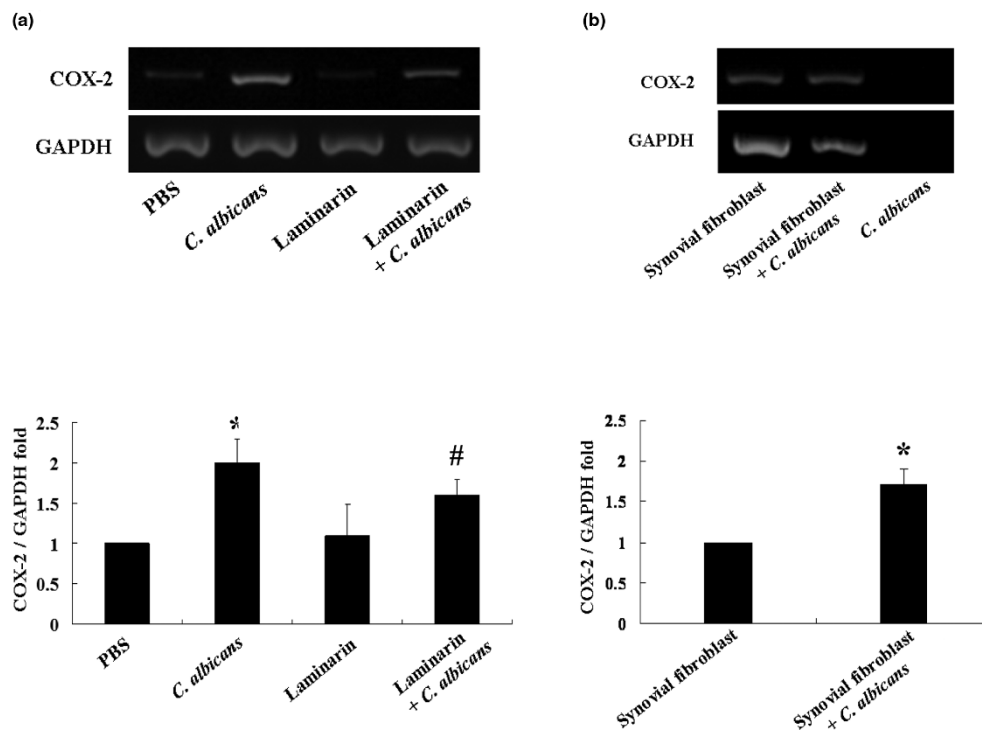 (a)
COX-2
GAPDH
PBS
C. albicans
Laminarin
Laminarin
+ C. albicans
(b)
COX-2
GAPDH
Synovial fibroblast
Synovial fibroblast
+ C. albicans
C. albicans
COX-2 / GAPDH fold
2.5
2
1.5
1
0.5
0
*
#
PBS
C. albicans
Laminarin
Laminarin
+ C. albicans
COX-2 / GAPDH fold
2.5
2
1.5
1
0.5
0
*
Synovial fibroblast
Synovial fibroblast
+ C. albicans